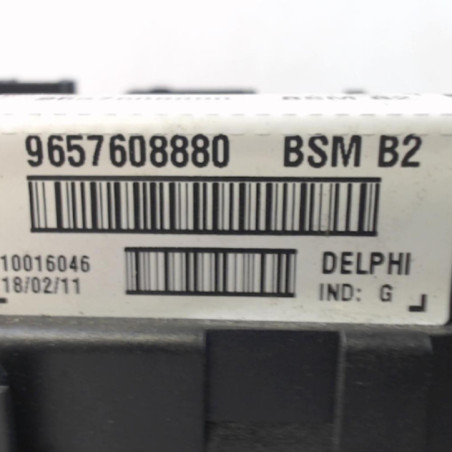 9657608880 BSM B2
10016046 DELPHI
18/02/11 IND: G